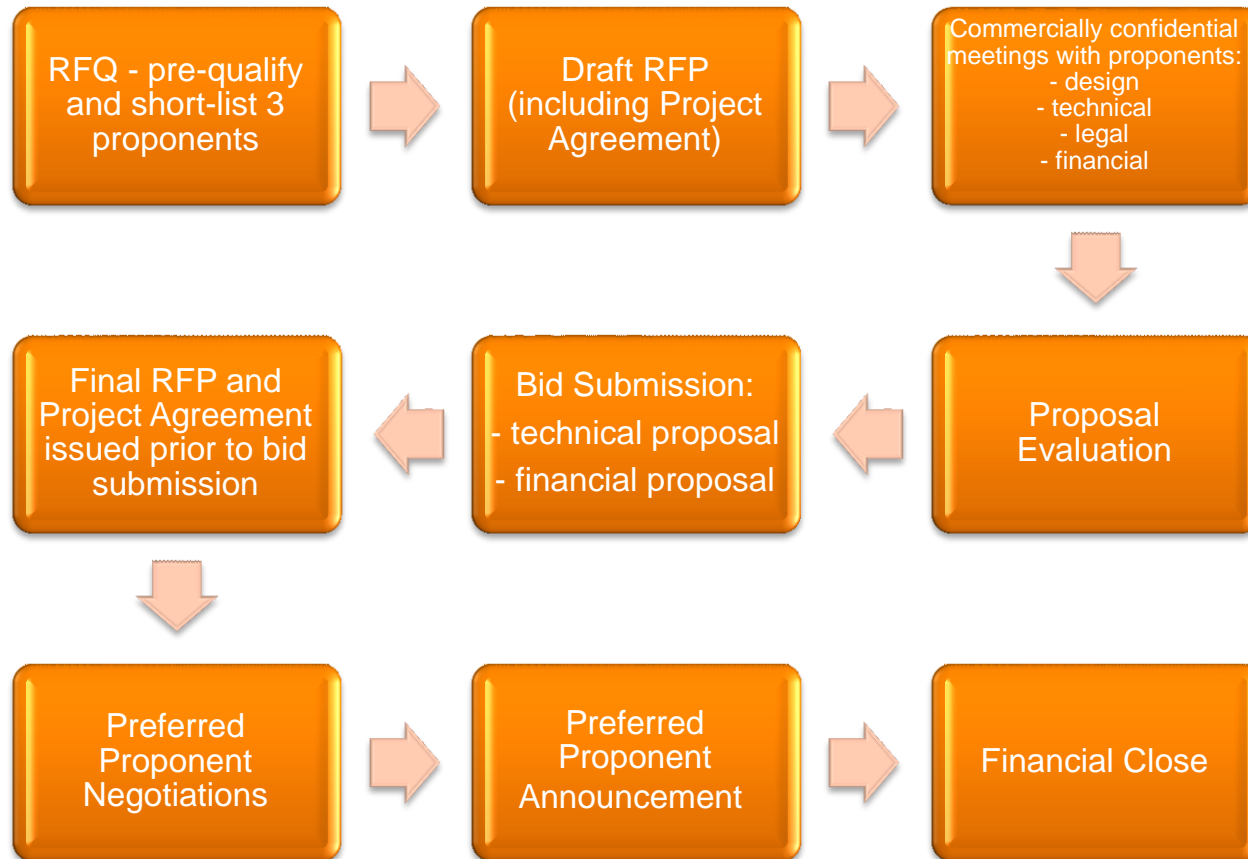 RFQ - pre-qualify
and short-list 3
proponents
Draft RFP
(including Project
Agreement)
Commercially confidential
meetings with proponents:
- design
- technical
- legal
- financial
Proposal
Evaluation
Bid Submission:
- technical proposal
- financial proposal
Final RFP and
Project Agreement
issued prior to bid
submission
Preferred
Proponent
Negotiations
Preferred
Proponent
Announcement
Financial Close